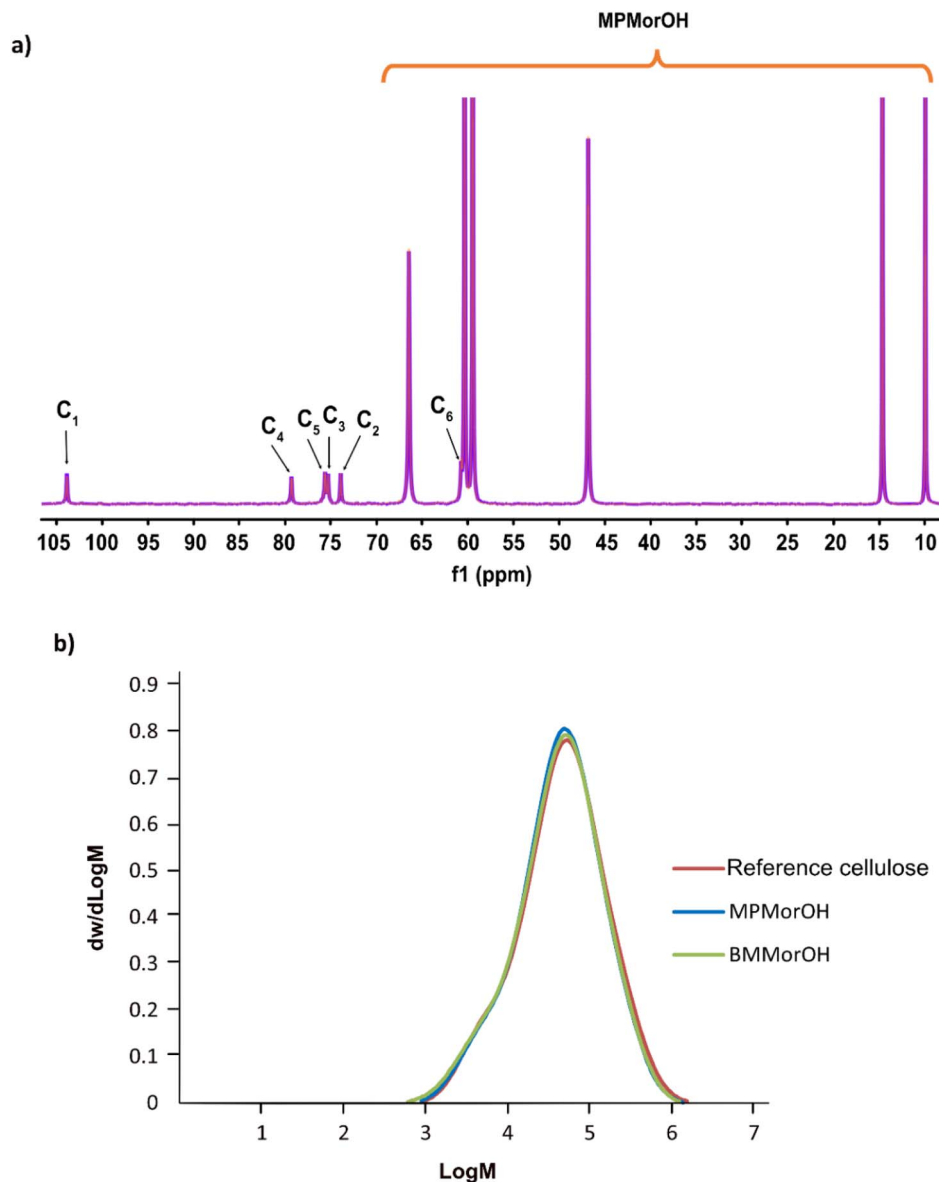 MPMorOH
a)
C1
C4
C5
C3
C2
C6
105 100 95 90 85 80 75 70 65 60 55 50 45 40 35 30 25 20 15 10
f1 (ppm)
b)
0.9
0.8
0.7
0.6
0.5
0.4
0.3
0.2
0.1
0
dw/dLogM
Reference cellulose
MPMorOH
BMMorOH
1 2 3 4 5 6 7
LogM